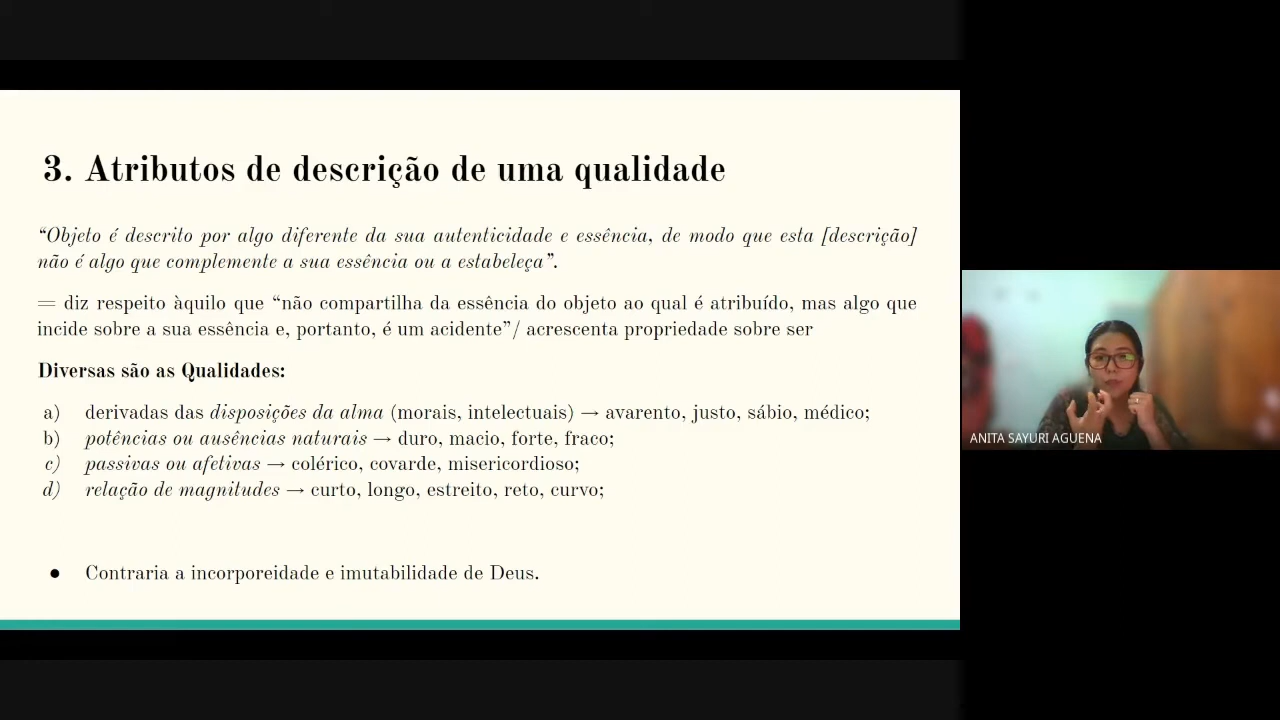 3. Atributos de descrição de uma qualidade
“Objeto é descrito por algo diferente da sua autenticidade e essência, de modo que esta [descrição]
não é algo que complemente a sua essência ou a estabeleça”.
= diz respeito àquilo que “não compartilha da essência do objeto ao qual é atribuído, mas algo que
incide sobre a sua essência e, portanto, é um acidente”/ acrescenta propriedade sobre ser
Diversas são as Qualidades:
a) derivadas das disposições da alma (morais, intelectuais) → avarento, justo, sábio, médico;
b) potências ou ausências naturais → duro, macio, forte, fraco;
c) passivas ou afetivas → colérico, covarde, misericordioso;
d) relação de magnitudes → curto, longo, estreito, reto, curvo;
● Contraria a incorporeidade e imutabilidade de Deus.
ANITA SAYURI AGUENA